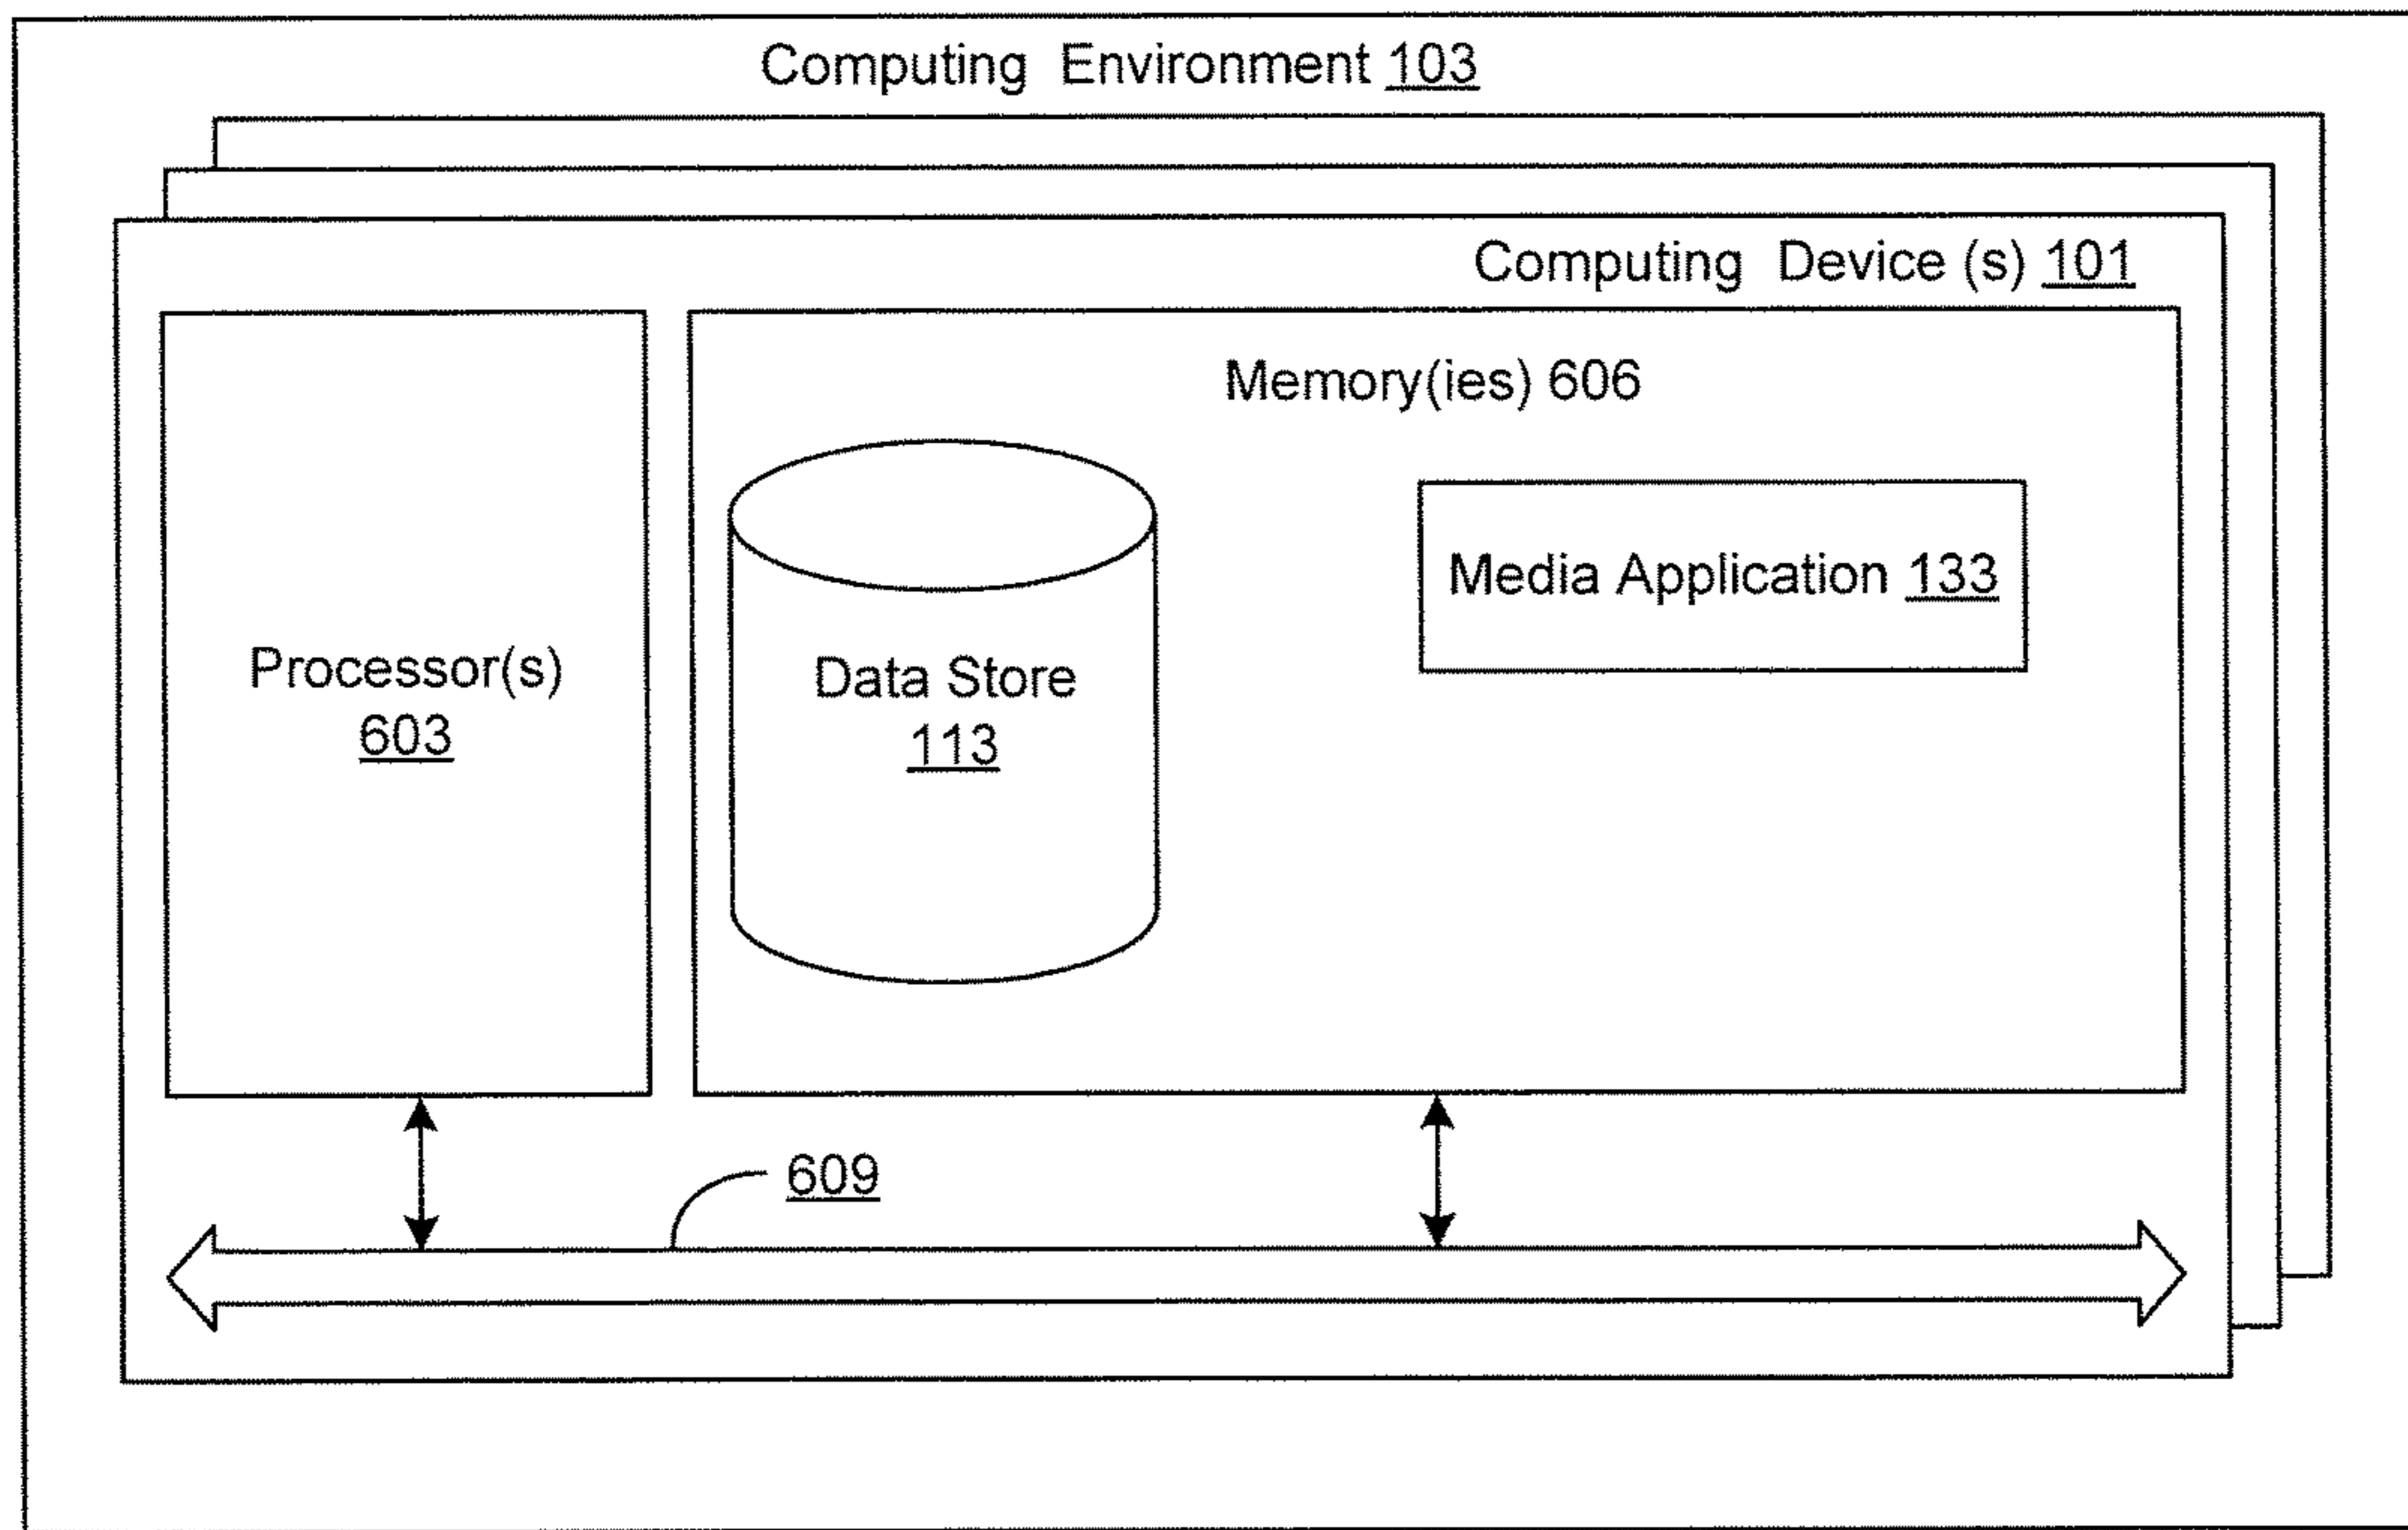 Computing Environment 103
Computing Device (s) 101
Memory(ies) 606
Media Application 133
Processor(s)
603
Data Store
113
609